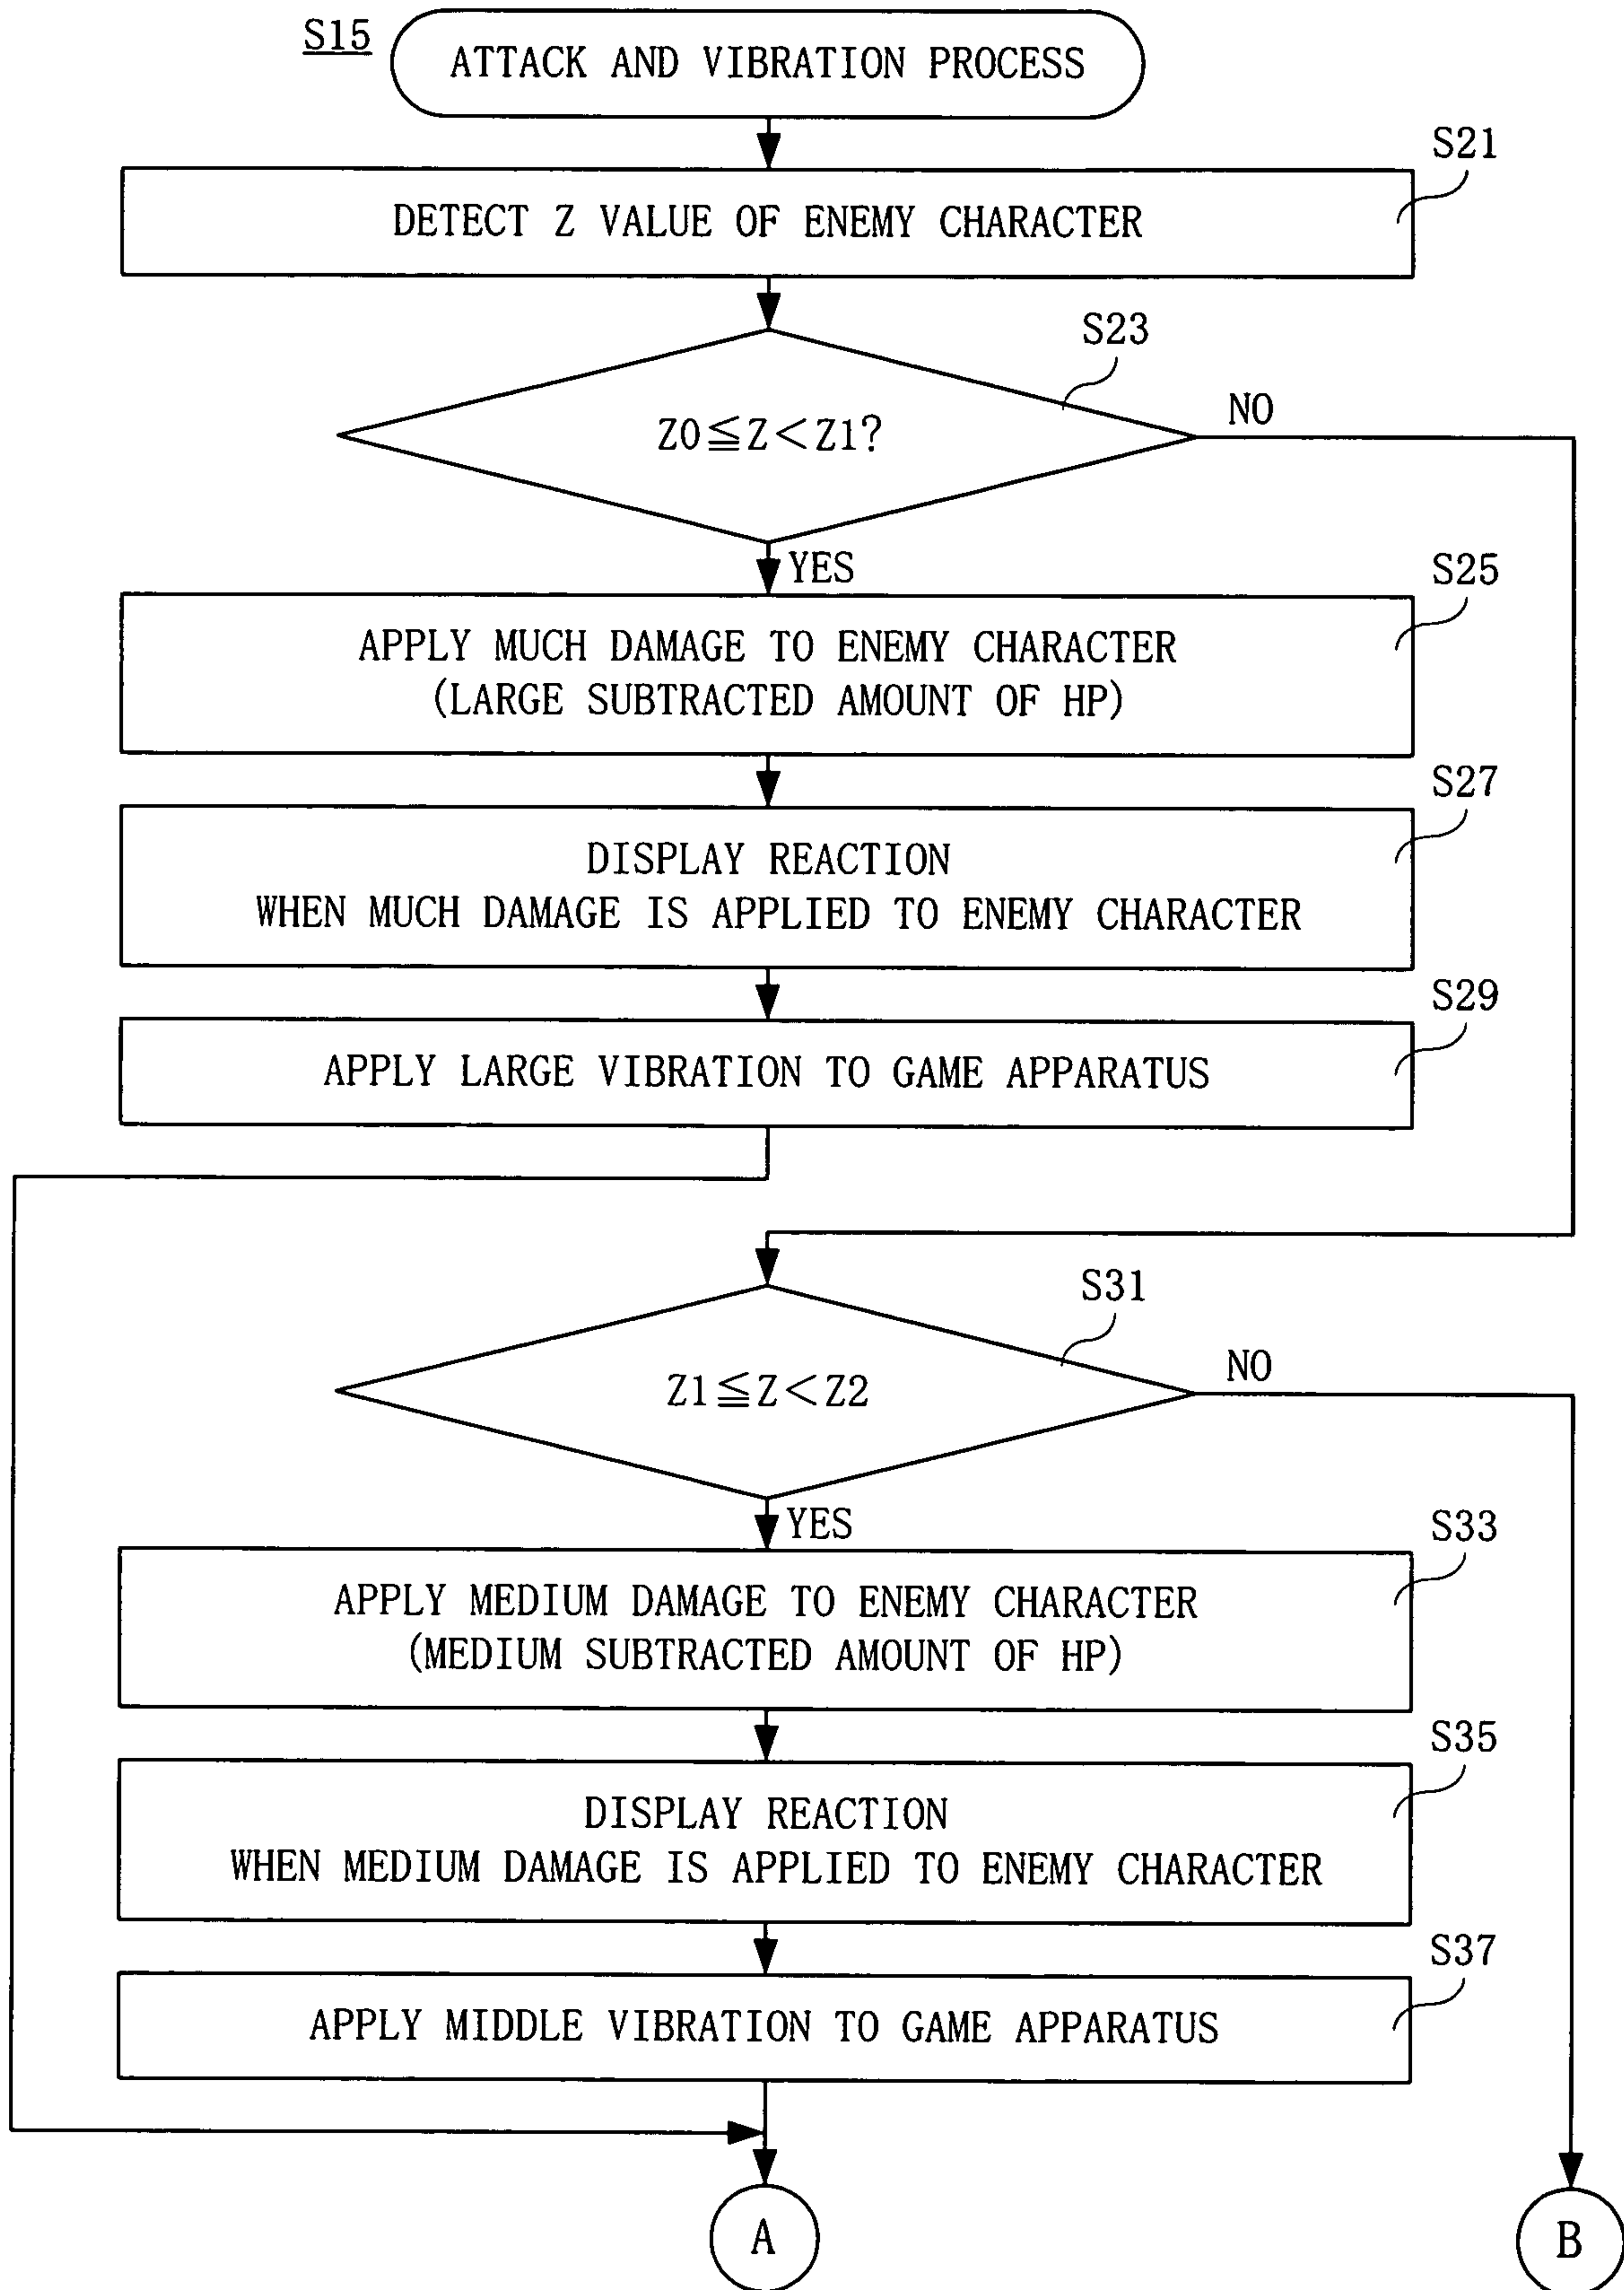 S15
ATTACK AND VIBRATION PROCESS
S21
DETECT Z VALUE OF ENEMY CHARACTER
S23
Z0≦Z<Z1?
NO
YES
S25
APPLY MUCH DAMAGE TO ENEMY CHARACTER
(LARGE SUBTRACTED AMOUNT OF HP)
S27
DISPLAY REACTION
WHEN MUCH DAMAGE IS APPLIED TO ENEMY CHARACTER
S29
APPLY LARGE VIBRATION TO GAME APPARATUS
S31
Z1≦Z<Z2
NO
YES
S33
APPLY MEDIUM DAMAGE TO ENEMY CHARACTER
(MEDIUM SUBTRACTED AMOUNT OF HP)
S35
DISPLAY REACTION
WHEN MEDIUM DAMAGE IS APPLIED TO ENEMY CHARACTER
S37
APPLY MIDDLE VIBRATION TO GAME APPARATUS
A
B